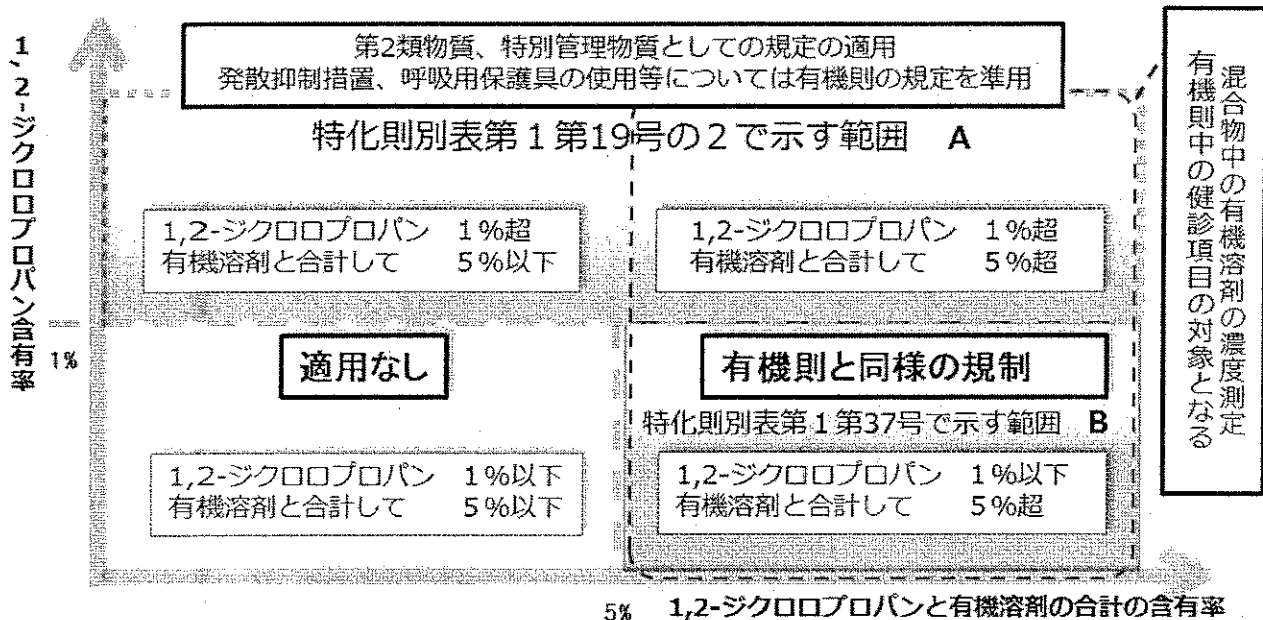 第2類物質、特別管理物質としての規定の適用
発散抑制措置、呼吸用保護具の使用等については有機則の規定を準用
特化則別表第1第19号の2で示す範囲 A
1,2-ジクロロプロパン 1%超
有機溶剤と合計して 5%以下
1,2-ジクロロプロパン 1%超
有機溶剤と合計して 5%超
混合物中の有機溶剤の濃度測定
有機則中の健診項目の対象となる
1,2-ジクロロプロパン含有率
1%
適用なし
有機則と同様の規制
特化則別表第1第37号で示す範囲 B
1,2-ジクロロプロパン 1%以下
有機溶剤と合計して 5%以下
1,2-ジクロロプロパン 1%以下
有機溶剤と合計して 5%超
5%
1,2-ジクロロプロパンと有機溶剤の合計の含有率